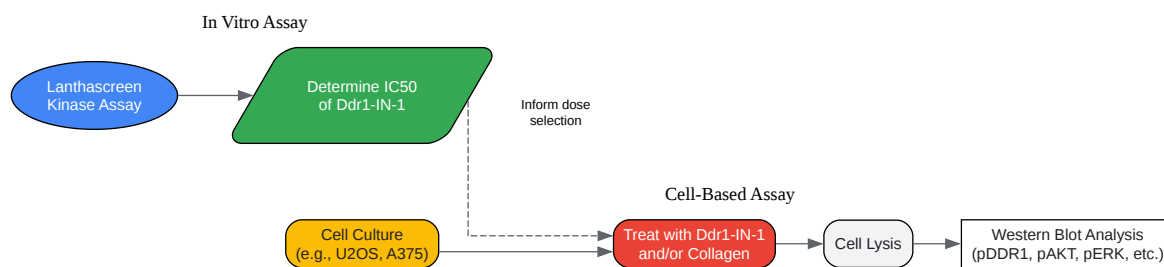 In Vitro Assay
Lanthascreen
Kinase Assay
Determine IC50
of Ddr1-IN-1
Inform dose
selection
Cell-Based Assay
Cell Culture
(e.g., U2OS, A375)
Treat with Ddr1-IN-1
and/or Collagen
Cell Lysis
Western Blot Analysis
(pDDR1, pAKT, pERK, etc.)